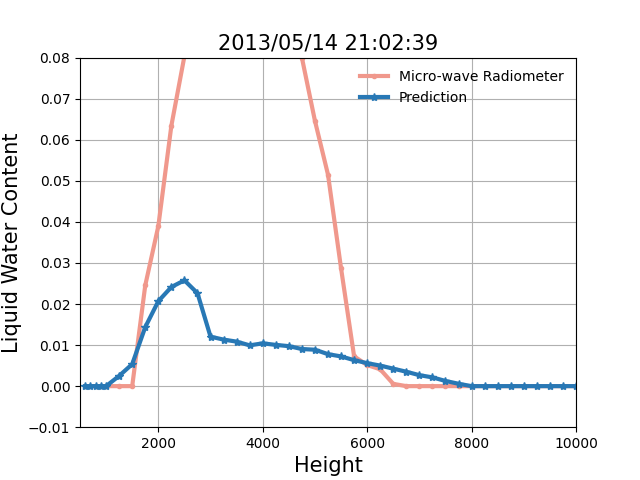 2013/05/14 21:02:39
Micro-wave Radiometer
Prediction
Liquid Water Content
0.08
0.07
0.06
0.05
0.04
0.03
0.02
0.01
0.00
−0.01
2000 4000 6000 8000 10000
Height